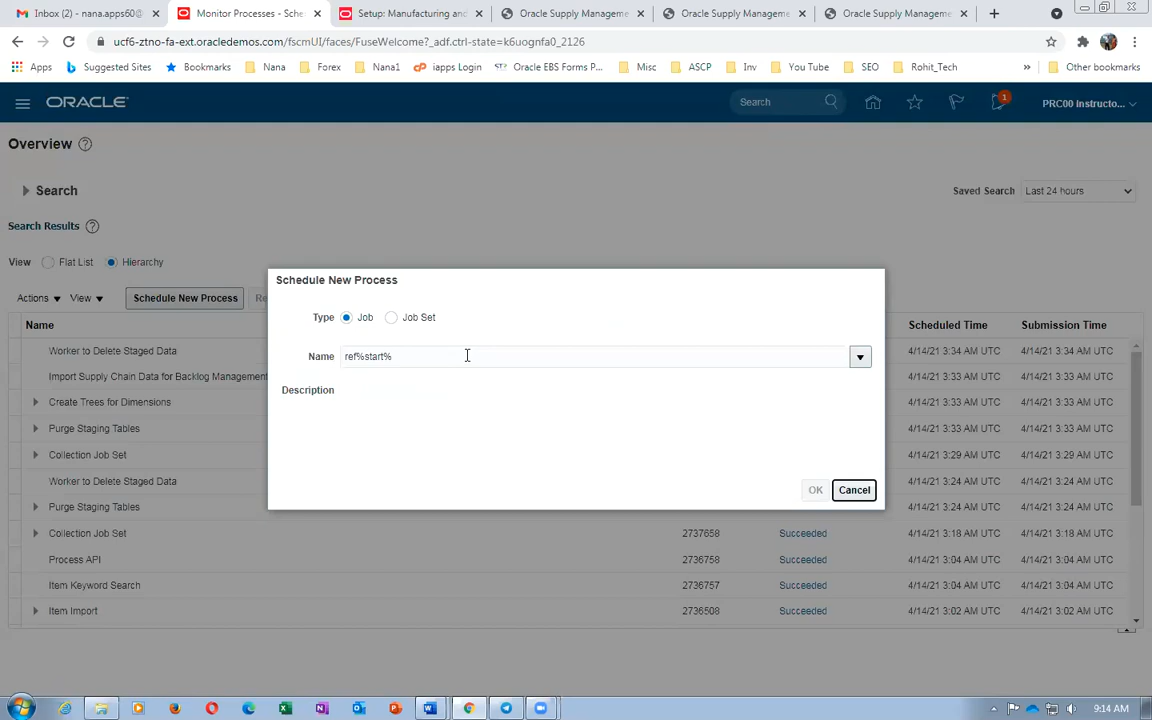 Inbox (2) - nana.apps60@
Monitor Processes - Sche
Setup: Manufacturing and
Oracle Supply Manageme
Oracle Supply Manageme
Oracle Supply Manageme
ucf6-ztno-fa-ext.oracledemos.com/fscmUI/faces/FuseWelcome?_adf.ctrl-state=k6uognfa0_2126
Apps
Suggested Sites
Bookmarks
Nana
Forex
Nana1
iapps Login
Oracle EBS Forms P...
Misc
ASCP
Inv
You Tube
SEO
Rohit_Tech
»
Other bookmarks
ORACLE
Search
1
PRC00 Instructo...
Overview
Search
Saved Search
Last 24 hours
Search Results
View
Flat List
Hierarchy
Actions
View
Schedule New Process
Re
Name
Scheduled Time
Submission Time
Worker to Delete Staged Data
4/14/21 3:34 AM UTC
4/14/21 3:34 AM UTC
Import Supply Chain Data for Backlog Management
4/14/21 3:33 AM UTC
4/14/21 3:33 AM UTC
Create Trees for Dimensions
4/14/21 3:33 AM UTC
4/14/21 3:33 AM UTC
Purge Staging Tables
4/14/21 3:33 AM UTC
4/14/21 3:33 AM UTC
Collection Job Set
4/14/21 3:29 AM UTC
4/14/21 3:29 AM UTC
Worker to Delete Staged Data
4/14/21 3:24 AM UTC
4/14/21 3:24 AM UTC
Purge Staging Tables
4/14/21 3:24 AM UTC
4/14/21 3:24 AM UTC
Collection Job Set
2737658
Succeeded
4/14/21 3:18 AM UTC
4/14/21 3:18 AM UTC
Process API
2736758
Succeeded
4/14/21 3:04 AM UTC
4/14/21 3:04 AM UTC
Item Keyword Search
2736757
Succeeded
4/14/21 3:04 AM UTC
4/14/21 3:04 AM UTC
Item Import
2736508
Succeeded
4/14/21 3:02 AM UTC
4/14/21 3:02 AM UTC
Schedule New Process
Type
Job
Job Set
Name
ref%start%
Description
OK
Cancel
9:14 AM